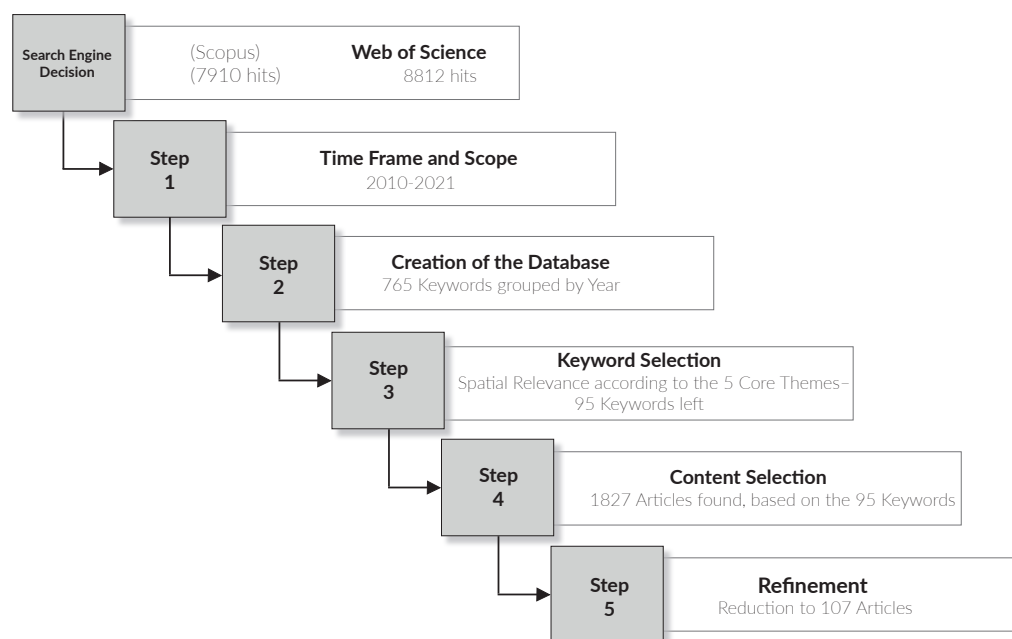 Search Engine
Decision
(Scopus)
(7910 hits)
Web of Science
8812 hits
Step
1
Time Frame and Scope
2010-2021
Step
2
Creation of the Database
765 Keywords grouped by Year
Step
3
Keyword Selection
Spatial Relevance according to the 5 Core Themes–
95 Keywords left
Step
4
Content Selection
1827 Articles found, based on the 95 Keywords
Step
5
Refinement
Reduction to 107 Articles